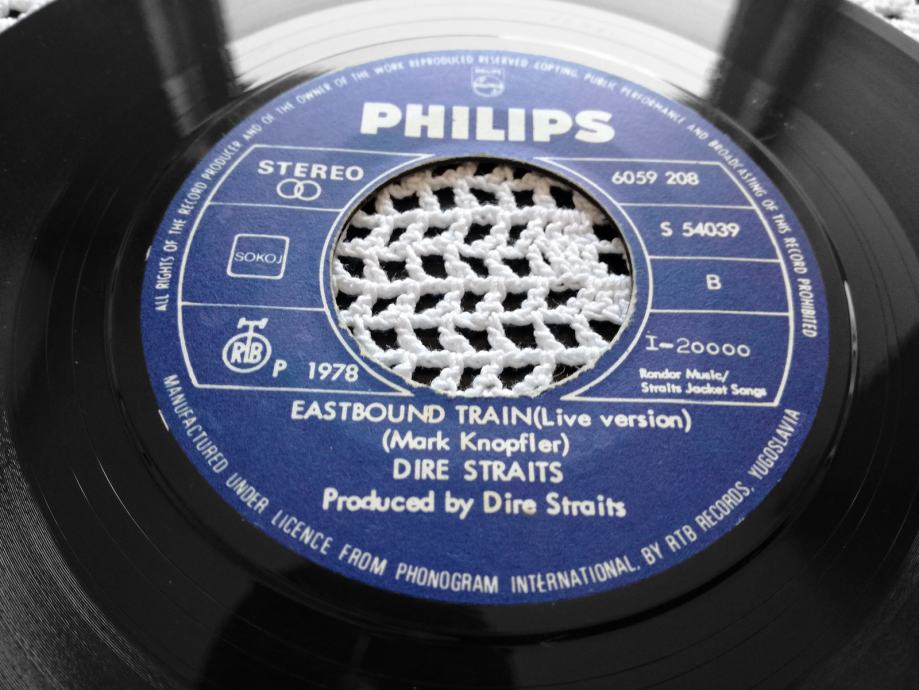 ALL RIGHTS OF THE RECORD PRODUCER AND OF THE OWNER OF THE WORK REPRODUCED RESERVED. COPYING, PUBLIC PERFORMANCE AND BROADCASTING OF THIS RECORD PROHIBITED
PHILIPS
PHILIPS
STEREO
6059 208
S 54039
SOKOJ
B
RTB
P 1978
I-20000
Rondor Music/
Straits Jacket Songs
EASTBOUND TRAIN(Live version)
(Mark Knopfler)
DIRE STRAITS
Produced by Dire Straits
MANUFACTURED UNDER LICENCE FROM PHONOGRAM INTERNATIONAL, BY RTB RECORDS, YUGOSLAVIA